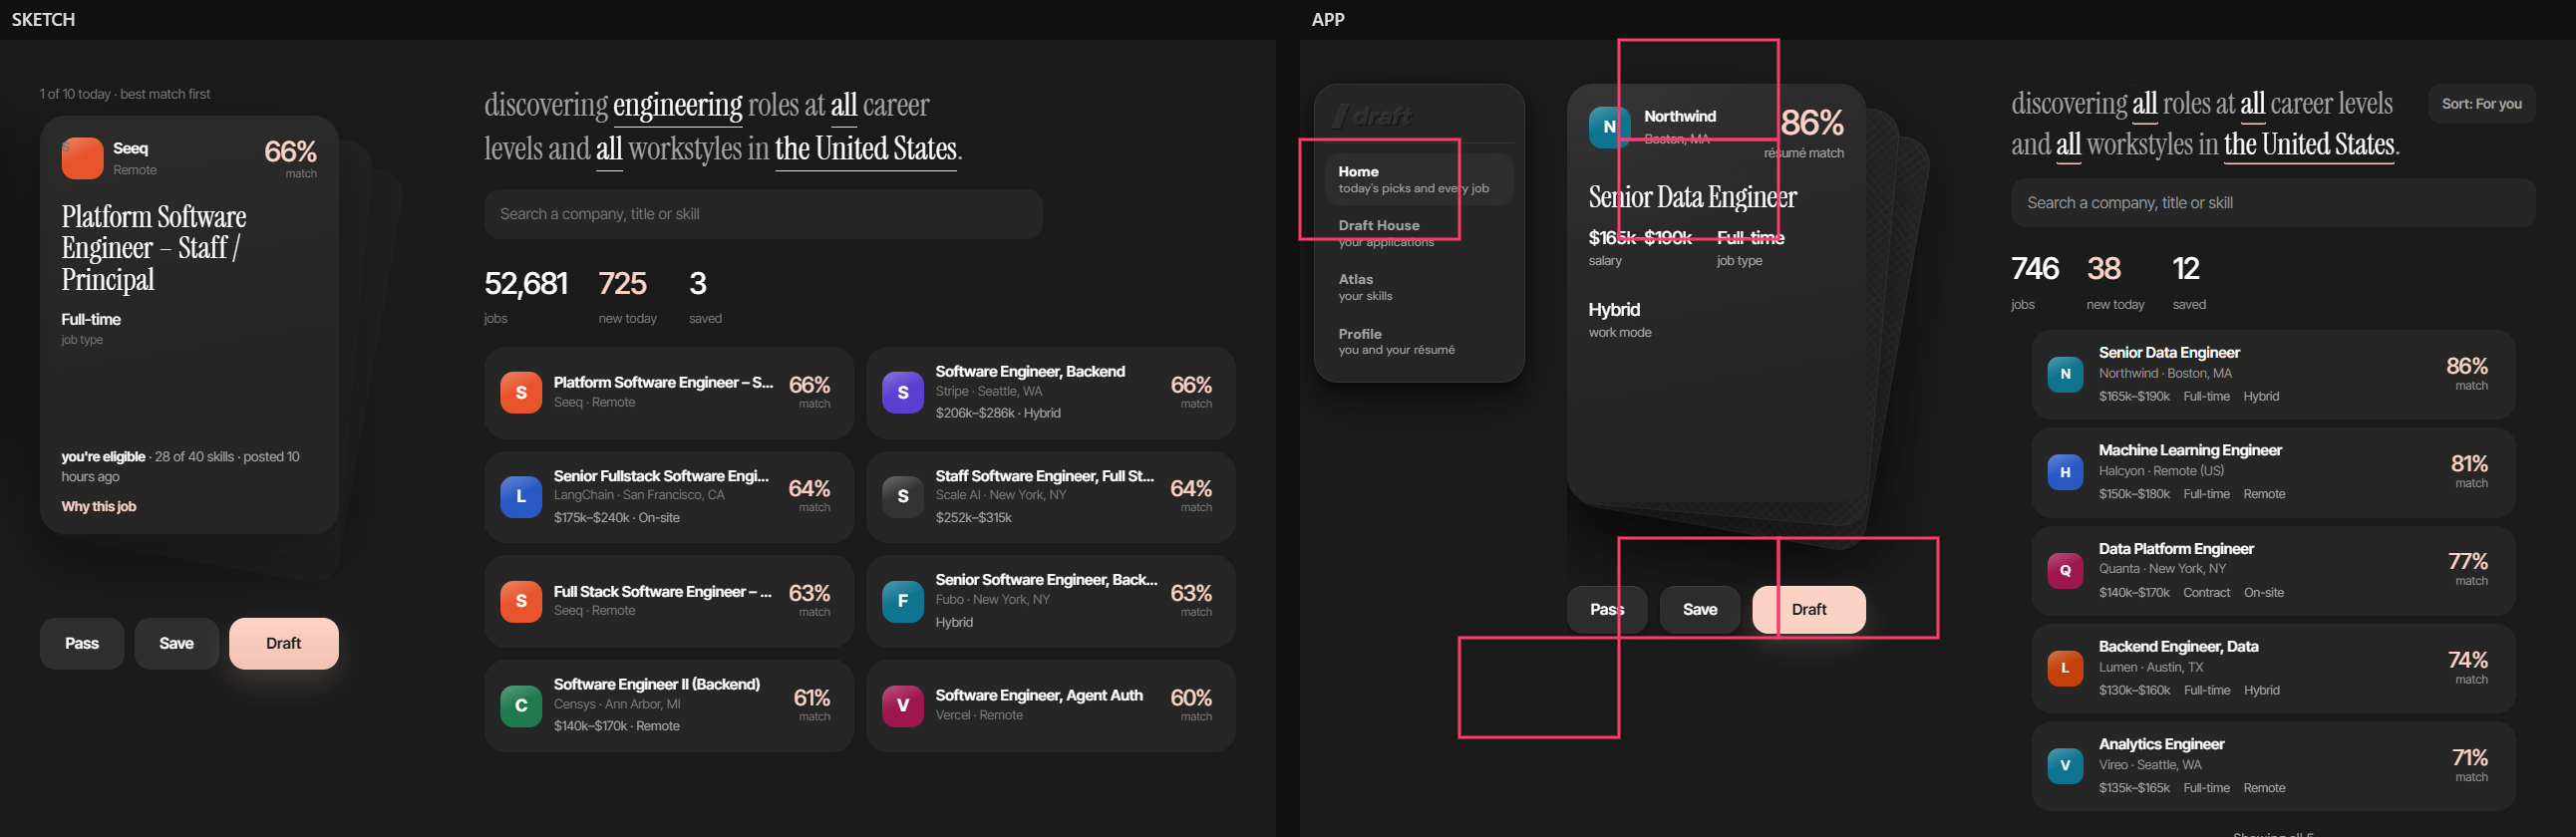 SKETCH
1 of 10 today · best match first
S
Seeq
Remote
66%
match
Platform Software
Engineer – Staff /
Principal
Full-time
job type
you're eligible · 28 of 40 skills · posted 10
hours ago
Why this job
Pass
Save
Draft
discovering engineering roles at all career
levels and all workstyles in the United States.
Search a company, title or skill
52,681
jobs
725
new today
3
saved
S
Platform Software Engineer – S...
Seeq · Remote
66%
match
S
Software Engineer, Backend
Stripe · Seattle, WA
$206k–$286k · Hybrid
66%
match
L
Senior Fullstack Software Engi...
LangChain · San Francisco, CA
$175k–$240k · On-site
64%
match
S
Staff Software Engineer, Full St...
Scale AI · New York, NY
$252k–$315k
64%
match
S
Full Stack Software Engineer – ...
Seeq · Remote
63%
match
F
Senior Software Engineer, Back...
Fubo · New York, NY
Hybrid
63%
match
C
Software Engineer II (Backend)
Censys · Ann Arbor, MI
$140k–$170k · Remote
61%
match
V
Software Engineer, Agent Auth
Vercel · Remote
60%
match
APP
draft
Home
today's picks and every job
Draft House
your applications
Atlas
your skills
Profile
you and your résumé
N
Northwind
Boston, MA
86%
résumé match
Senior Data Engineer
$165k–$190k
salary
Full-time
job type
Hybrid
work mode
Pass
Save
Draft
discovering all roles at all career levels
and all workstyles in the United States.
Sort: For you
Search a company, title or skill
746
jobs
38
new today
12
saved
N
Senior Data Engineer
Northwind · Boston, MA
$165k–$190k Full-time Hybrid
86%
match
H
Machine Learning Engineer
Halcyon · Remote (US)
$150k–$180k Full-time Remote
81%
match
Q
Data Platform Engineer
Quanta · New York, NY
$140k–$170k Contract On-site
77%
match
L
Backend Engineer, Data
Lumen · Austin, TX
$130k–$160k Full-time Hybrid
74%
match
V
Analytics Engineer
Vireo · Seattle, WA
$135k–$165k Full-time Remote
71%
match
Showing all 5